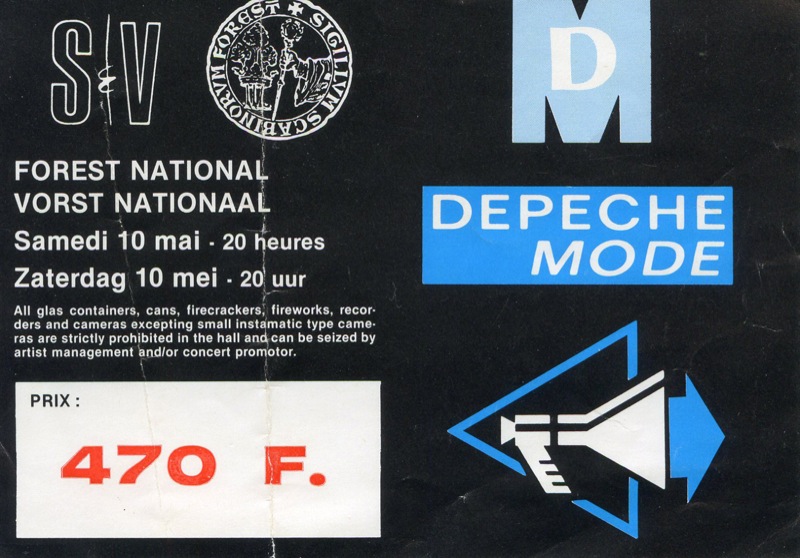 S&V
FOREST ✠ SIGILLVM SCABINORVM
FOREST NATIONAL
VORST NATIONAAL
Samedi 10 mai - 20 heures
Zaterdag 10 mei - 20 uur
All glas containers, cans, firecrackers, fireworks, recor-
ders and cameras excepting small instamatic type came-
ras are strictly prohibited in the hall and can be seized by
artist management and/or concert promotor.
PRIX :
470 F.
D
M
DEPECHE
MODE